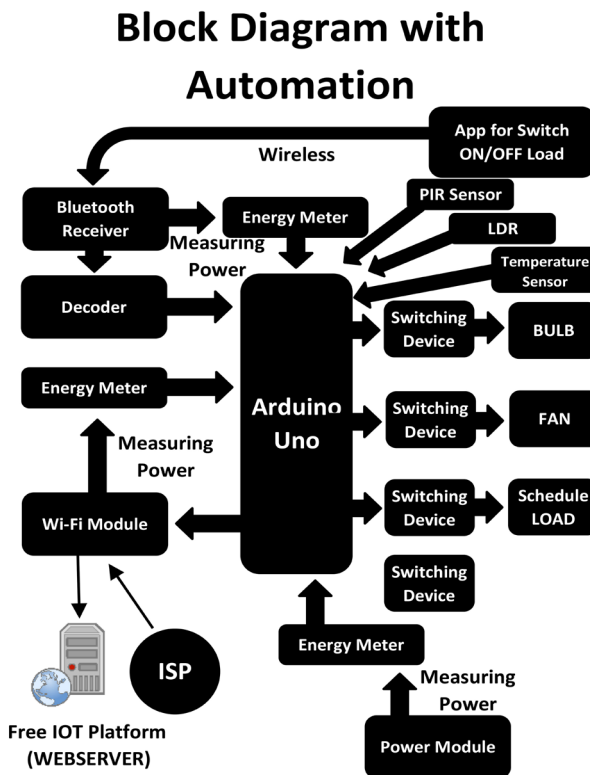 Block Diagram with
Automation
App for Switch
ON/OFF Load
Wireless
PIR Sensor
Bluetooth
Receiver
Energy Meter
LDR
Measuring
Power
Temperature
Sensor
Decoder
Switching
Device
BULB
Energy Meter
Arduino
Uno
Switching
Device
FAN
Measuring
Power
Wi-Fi Module
Switching
Device
Schedule
LOAD
Switching
Device
Energy Meter
ISP
Measuring
Power
Free IOT Platform
(WEBSERVER)
Power Module